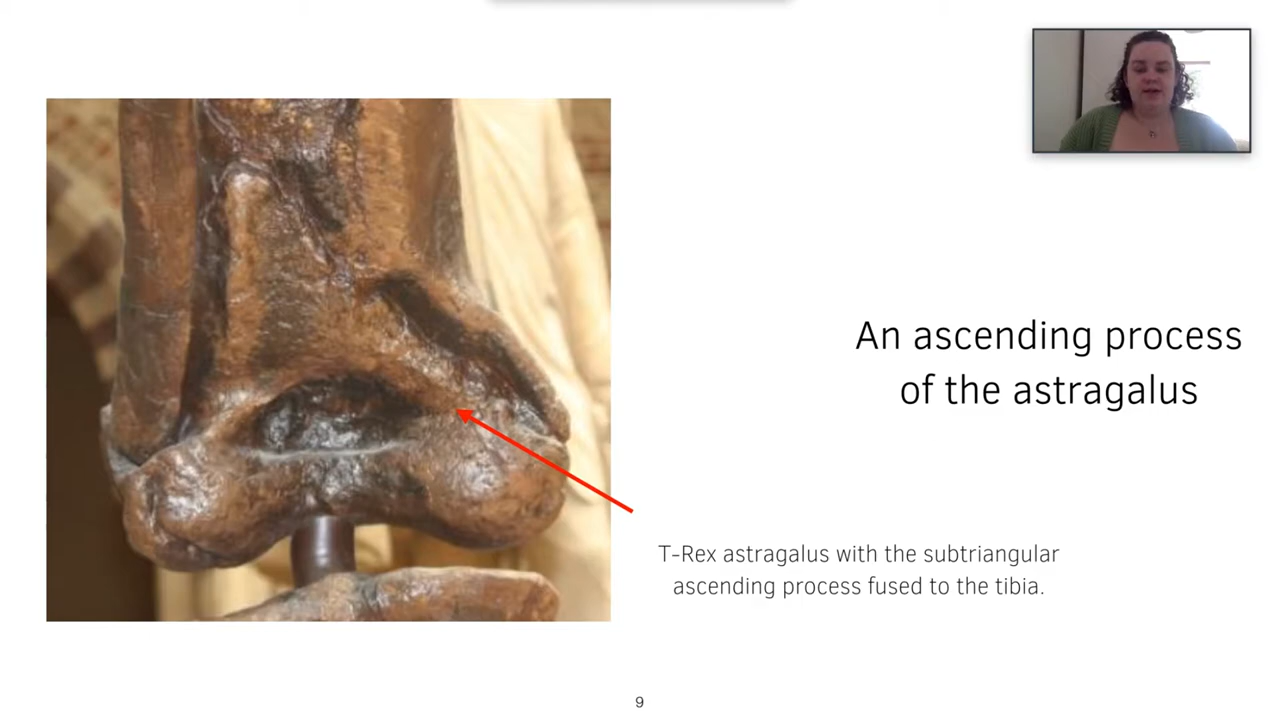 An ascending process
of the astragalus
T-Rex astragalus with the subtriangular
ascending process fused to the tibia.
9